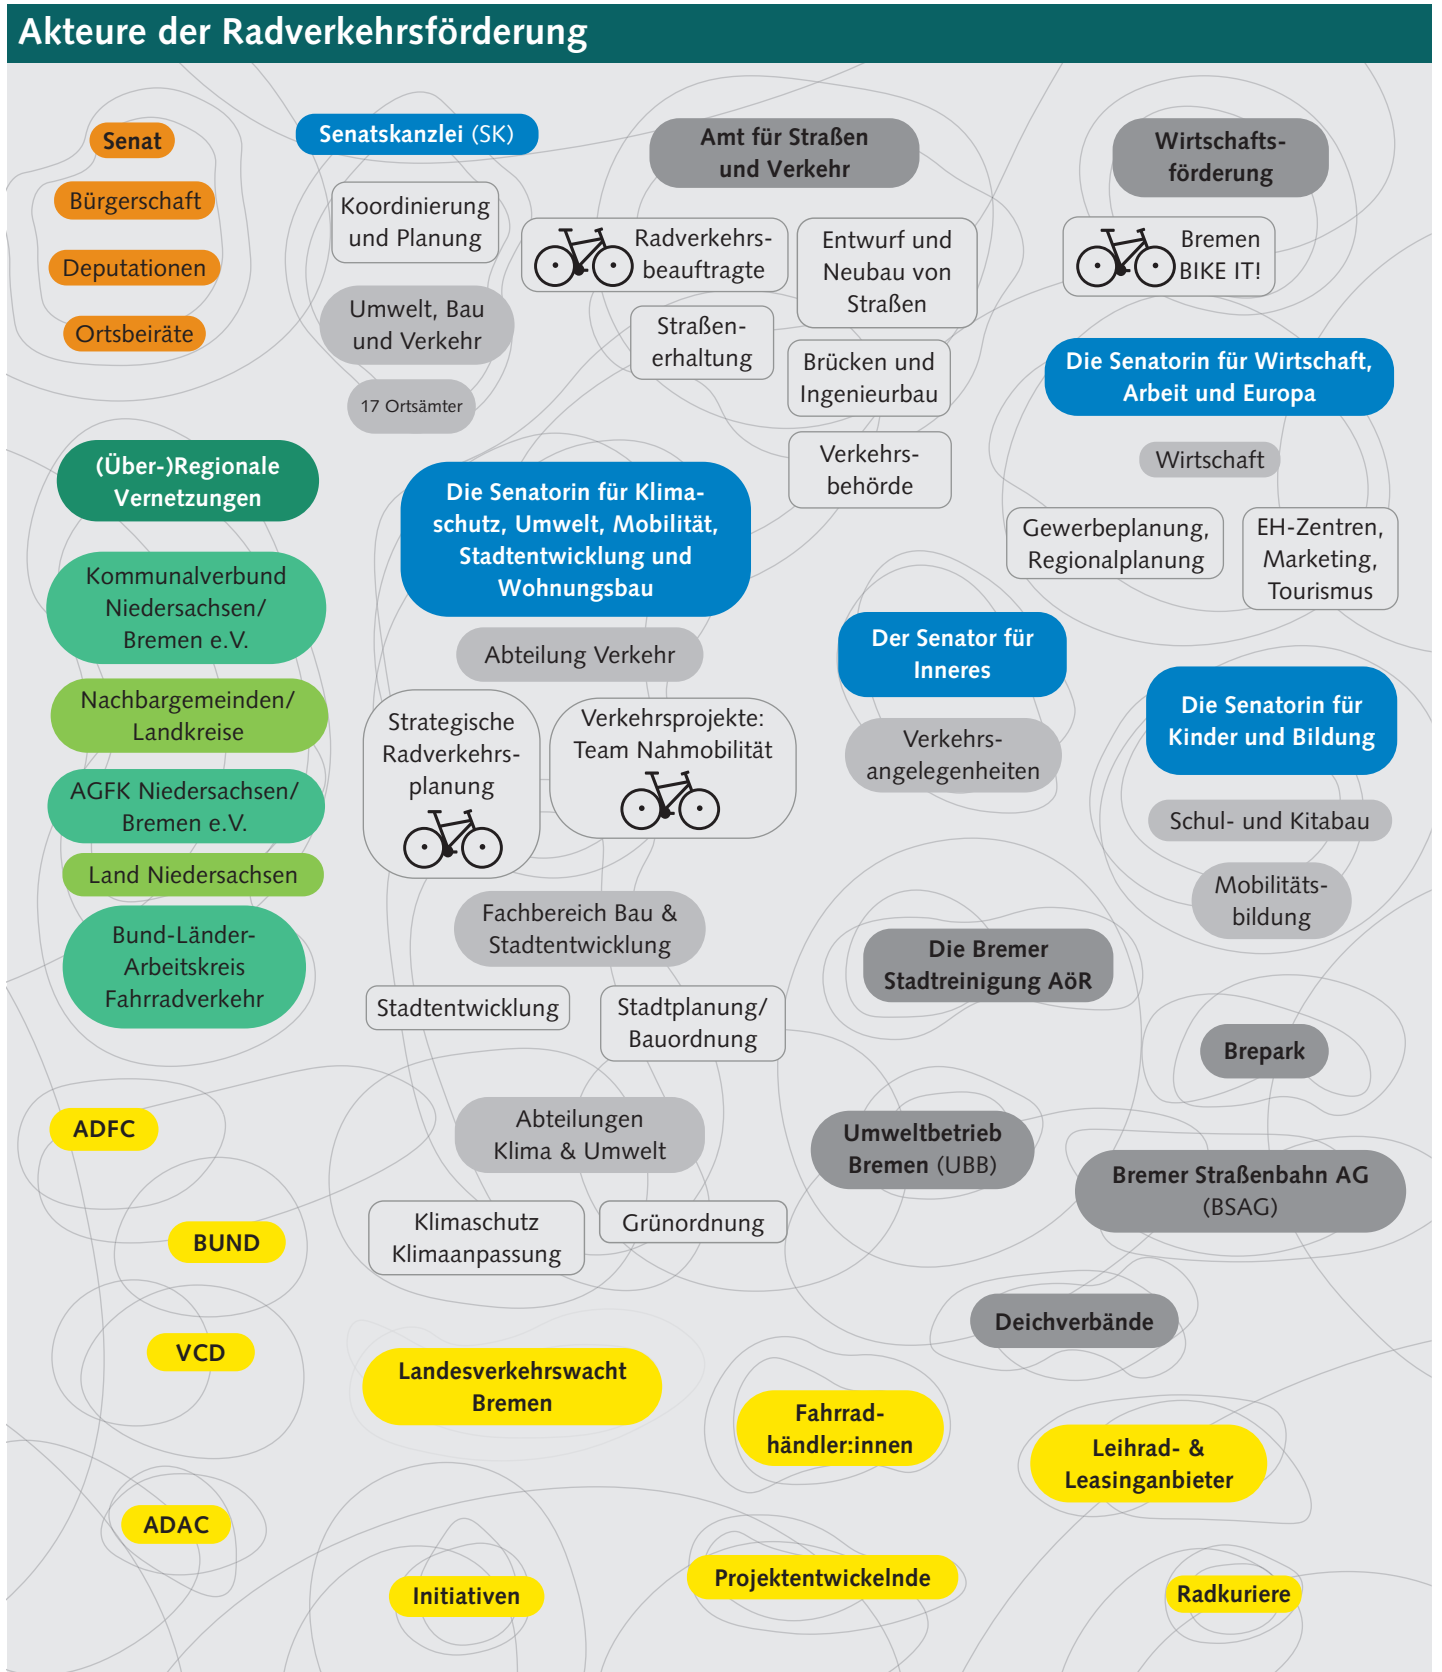 Akteure der Radverkehrsförderung
Senat
Bürgerschaft
Deputationen
Ortsbeiräte
Senatskanzlei (SK)
Koordinierung
und Planung
Umwelt, Bau
und Verkehr
17 Ortsämter
Amt für Straßen
und Verkehr
Radverkehrs-
beauftragte
Entwurf und
Neubau von
Straßen
Straßen-
erhaltung
Brücken und
Ingenieurbau
Verkehrs-
behörde
Wirtschafts-
förderung
Bremen
BIKE IT!
Die Senatorin für Wirtschaft,
Arbeit und Europa
Wirtschaft
Gewerbeplanung,
Regionalplanung
EH-Zentren,
Marketing,
Tourismus
(Über-)Regionale
Vernetzungen
Kommunalverbund
Niedersachsen/
Bremen e.V.
Nachbargemeinden/
Landkreise
AGFK Niedersachsen/
Bremen e.V.
Land Niedersachsen
Bund-Länder-
Arbeitskreis
Fahrradverkehr
Die Senatorin für Klima-
schutz, Umwelt, Mobilität,
Stadtentwicklung und
Wohnungsbau
Abteilung Verkehr
Strategische
Radverkehrs-
planung
Verkehrsprojekte:
Team Nahmobilität
Fachbereich Bau &
Stadtentwicklung
Stadtentwicklung
Stadtplanung/
Bauordnung
Abteilungen
Klima & Umwelt
Klimaschutz
Klimaanpassung
Grünordnung
Der Senator für
Inneres
Verkehrs-
angelegenheiten
Die Senatorin für
Kinder und Bildung
Schul- und Kitabau
Mobilitäts-
bildung
Die Bremer
Stadtreinigung AöR
Brepark
Umweltbetrieb
Bremen (UBB)
Bremer Straßenbahn AG
(BSAG)
Deichverbände
ADFC
BUND
VCD
ADAC
Landesverkehrswacht
Bremen
Fahrrad-
händler:innen
Leihrad- &
Leasinganbieter
Initiativen
Projektentwickelnde
Radkuriere